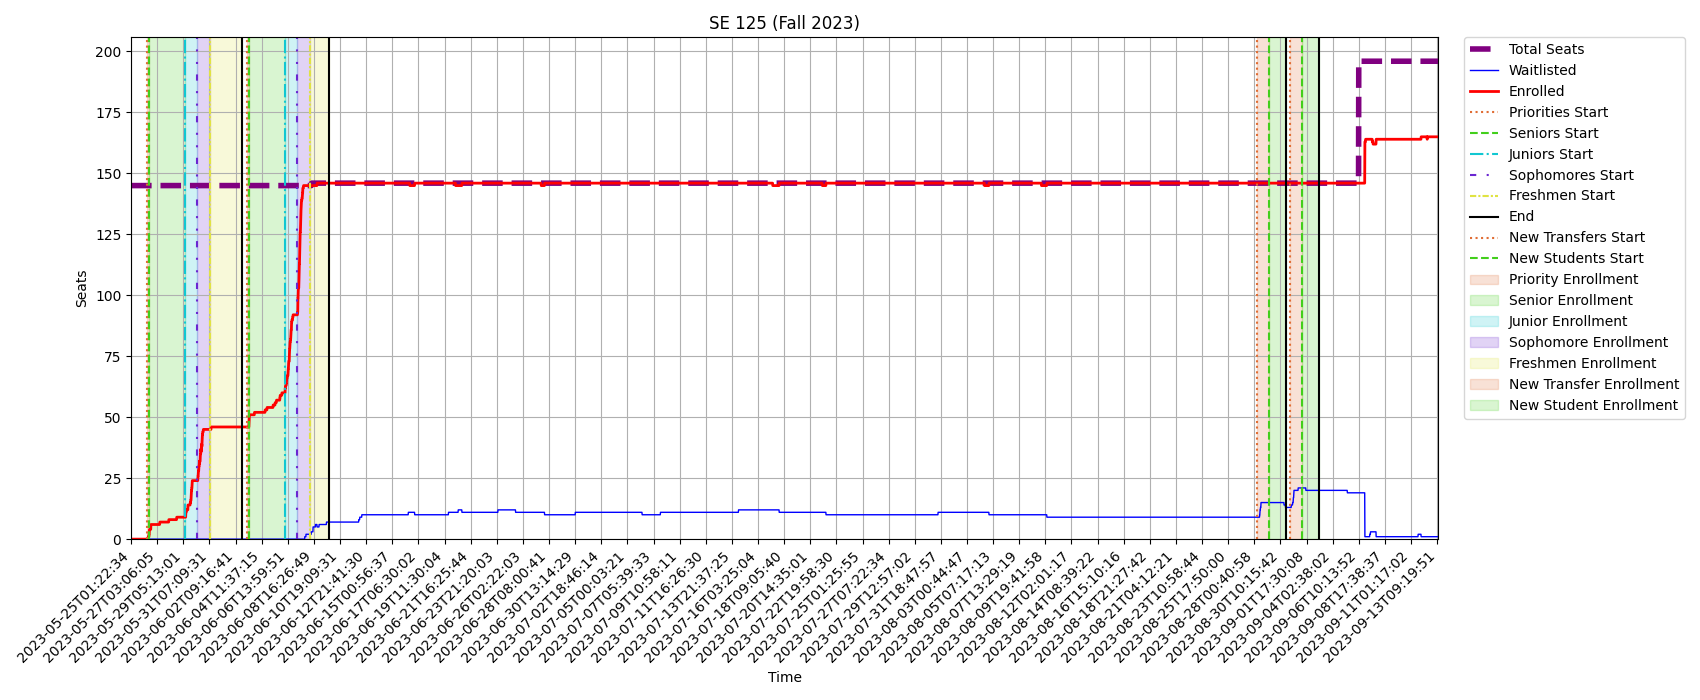 SE 125 (Fall 2023)
Seats
200
175
150
125
100
75
50
25
0
2023-05-25T01:22:34
2023-05-27T03:06:05
2023-05-29T05:13:01
2023-05-31T07:09:31
2023-06-02T09:16:41
2023-06-04T11:37:15
2023-06-06T13:59:51
2023-06-08T16:26:49
2023-06-10T19:09:31
2023-06-12T21:41:30
2023-06-15T00:56:37
2023-06-17T06:30:02
2023-06-19T11:30:04
2023-06-21T16:25:44
2023-06-23T21:20:03
2023-06-26T02:22:03
2023-06-28T08:00:41
2023-06-30T13:14:29
2023-07-02T18:46:14
2023-07-05T00:03:21
2023-07-07T05:39:33
2023-07-09T10:58:11
2023-07-11T16:26:30
2023-07-13T21:37:25
2023-07-16T03:25:04
2023-07-18T09:05:40
2023-07-20T14:35:01
2023-07-22T19:58:30
2023-07-25T01:25:55
2023-07-27T07:22:34
2023-07-29T12:57:02
2023-07-31T18:47:57
2023-08-03T00:44:47
2023-08-05T07:17:13
2023-08-07T13:29:19
2023-08-09T19:41:58
2023-08-12T02:01:17
2023-08-14T08:39:22
2023-08-16T15:10:16
2023-08-18T21:27:42
2023-08-21T04:12:21
2023-08-23T10:58:44
2023-08-25T17:50:00
2023-08-28T00:40:58
2023-08-30T10:15:42
2023-09-01T17:30:08
2023-09-04T02:38:02
2023-09-06T10:13:52
2023-09-08T17:38:37
2023-09-11T01:17:02
2023-09-13T09:19:51
Time
Total Seats
Waitlisted
Enrolled
Priorities Start
Seniors Start
Juniors Start
Sophomores Start
Freshmen Start
End
New Transfers Start
New Students Start
Priority Enrollment
Senior Enrollment
Junior Enrollment
Sophomore Enrollment
Freshmen Enrollment
New Transfer Enrollment
New Student Enrollment